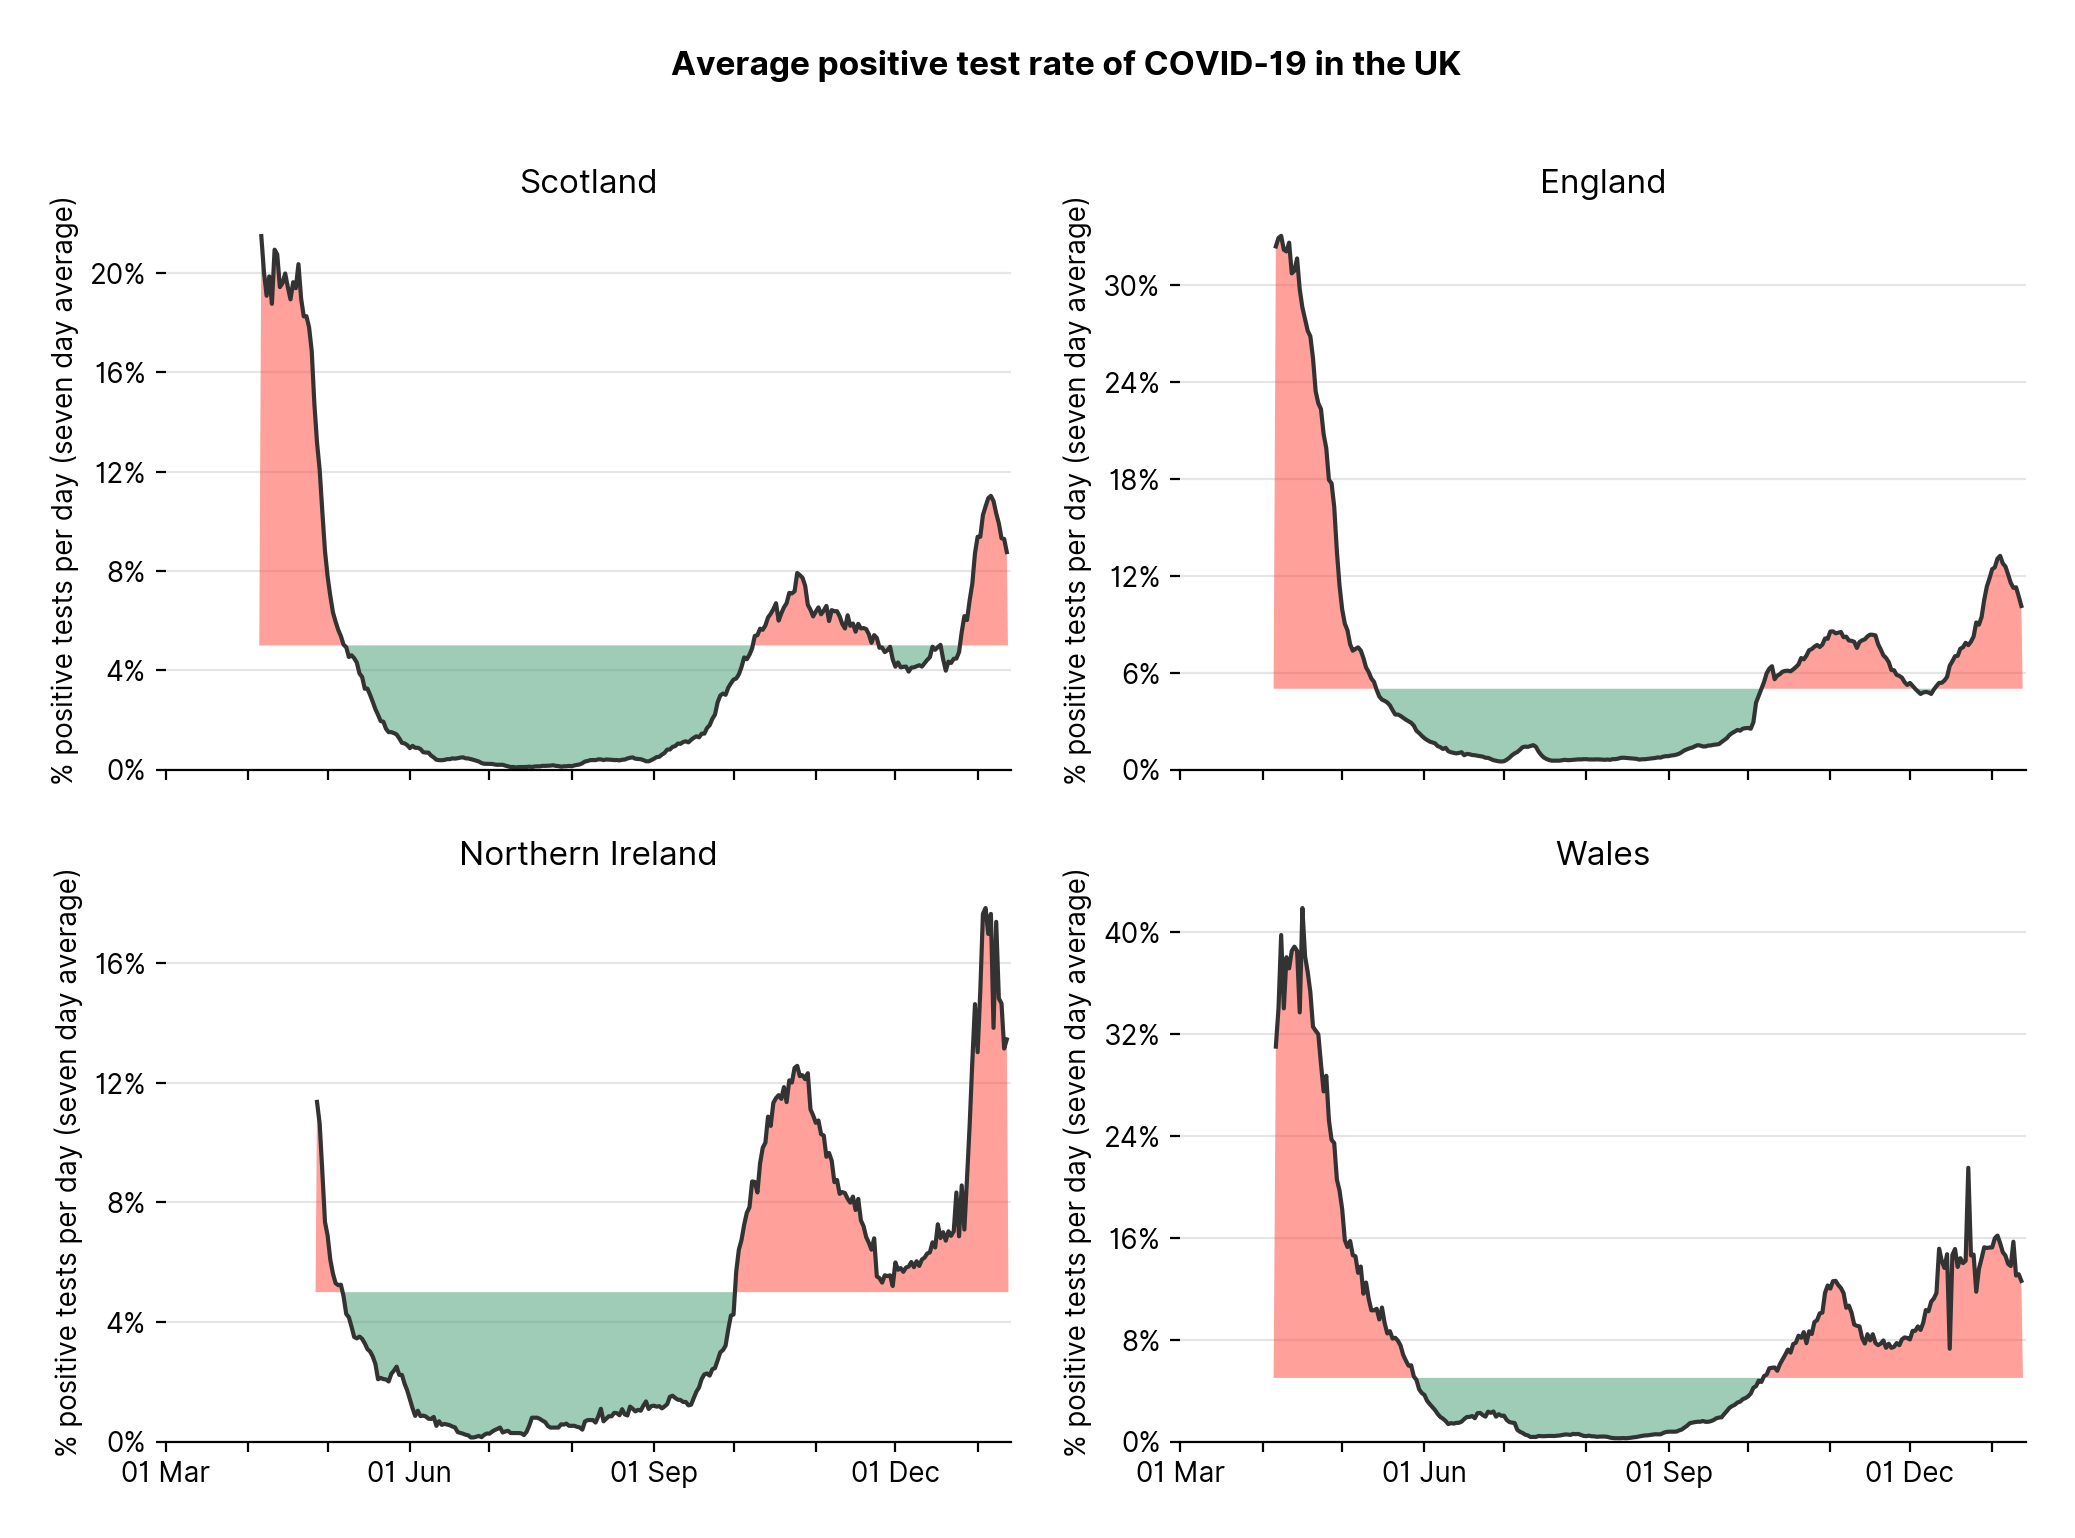 Average positive test rate of COVID-19 in the UK
Scotland
% positive tests per day (seven day average)
20%
16%
12%
8%
4%
0%
England
% positive tests per day (seven day average)
30%
24%
18%
12%
6%
0%
Northern Ireland
% positive tests per day (seven day average)
16%
12%
8%
4%
0%
01 Mar
01 Jun
01 Sep
01 Dec
Wales
% positive tests per day (seven day average)
40%
32%
24%
16%
8%
0%
01 Mar
01 Jun
01 Sep
01 Dec